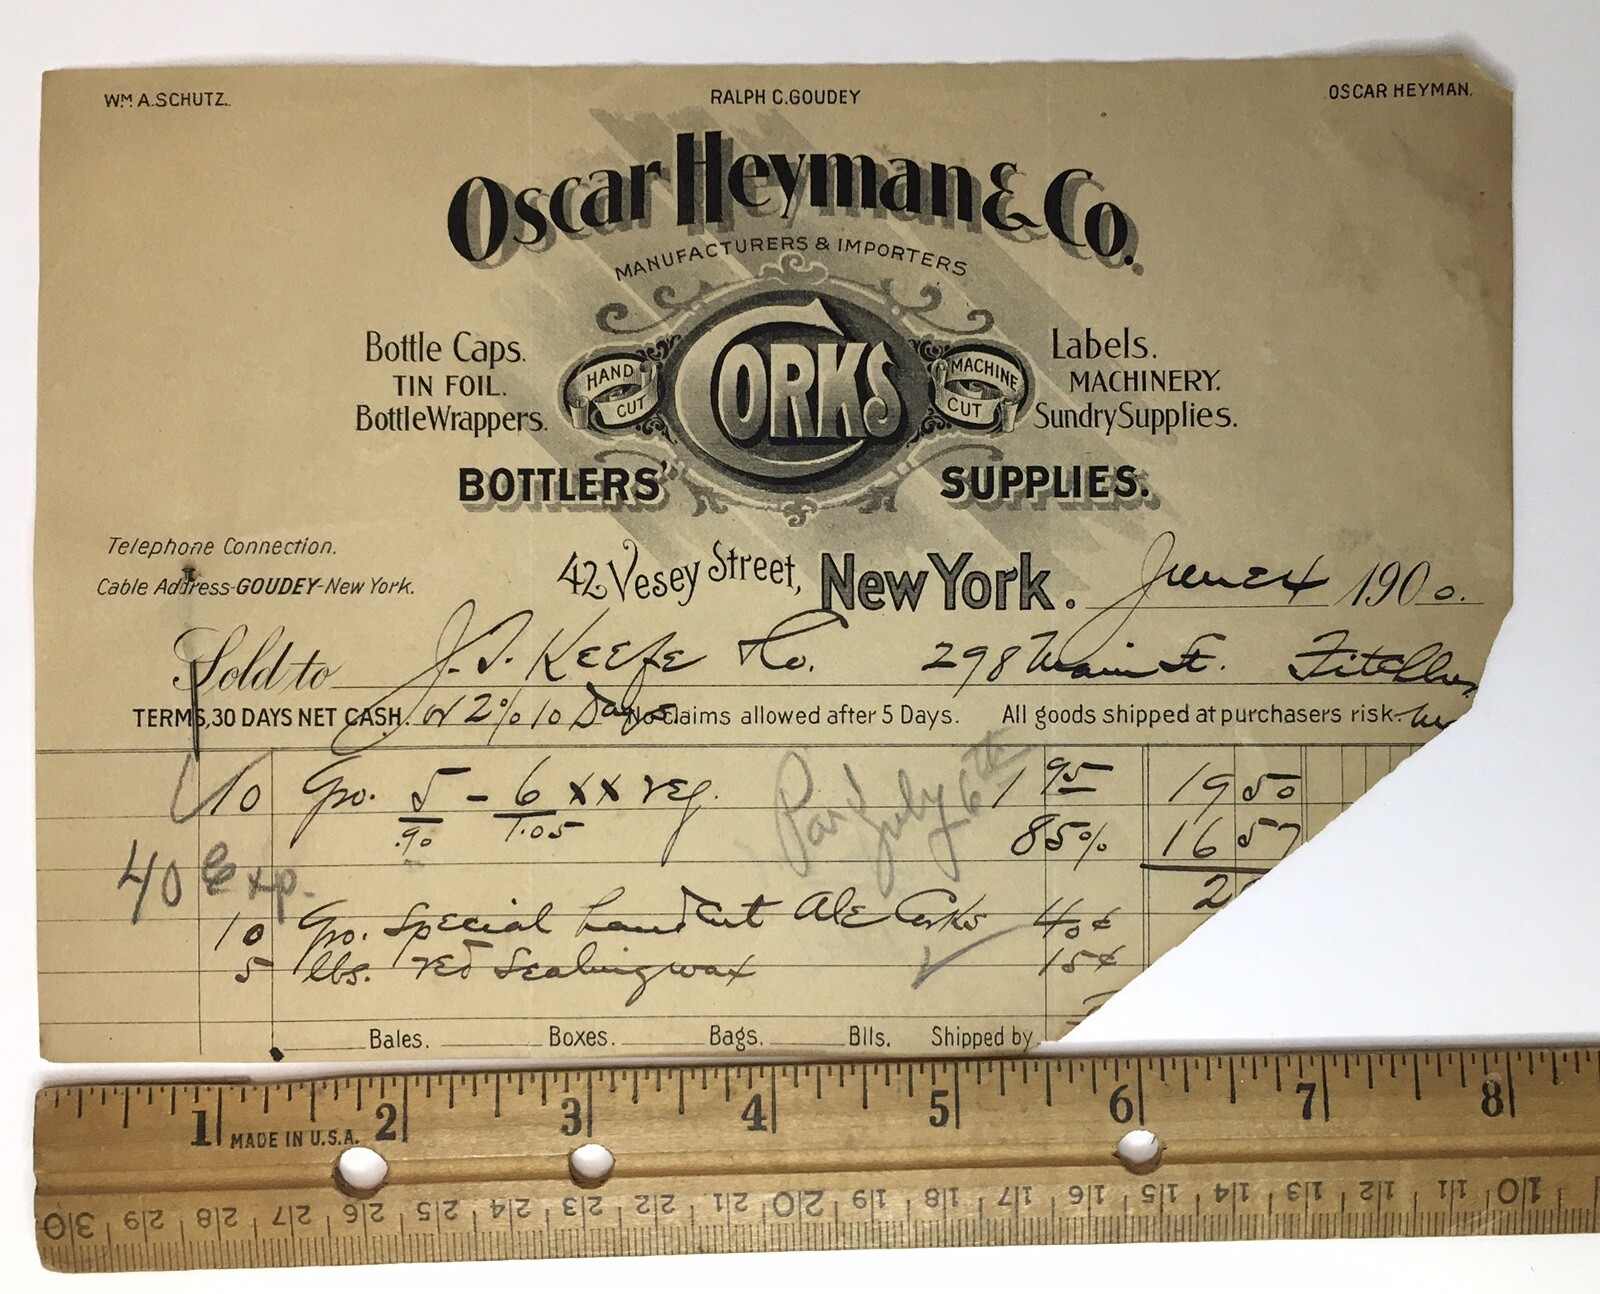 WM. A. SCHUTZ. RALPH C. GOUDEY OSCAR HEYMAN.
Oscar Heyman & Co.
MANUFACTURERS & IMPORTERS
CORKS
HAND CUT
MACHINE CUT
Bottle Caps. Labels.
TIN FOIL. MACHINERY.
Bottle Wrappers. Sundry Supplies.
BOTTLERS' SUPPLIES.
Telephone Connection.
Cable Address-GOUDEY-New York.
42 Vesey Street, New York. June 4 1900.
Sold to J. T. Keefe Co. 298 Main St.
TERMS, 30 DAYS NET CASH. or 2% 10 Days No Claims allowed after 5 Days. All goods shipped at purchasers risk.
10 Gro. 5 - 6 xx reg. 1 95 19 50
.90 1.05 85% 16 57
Paid July 6th
40 Exp. 2
10 Gro. Special hand cut Ale Corks 40¢
5 lbs. red Sealing wax 15¢
Bales. Boxes. Bags. Blls. Shipped by
1 2 3 4 5 6 7 8
MADE IN U.S.A.
30 29 28 27 26 25 24 23 22 21 20 19 18 17 16 15 14 13 12 11 10